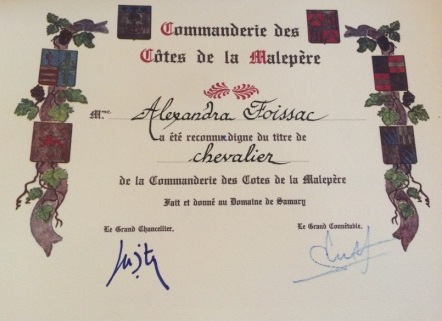 Commanderie des
Côtes de la Malepère
Mme Alexandra Foissac
a été reconnu digne du titre de
chevalier
de la Commanderie des Cotes de la Malepère
Fait et donné au Domaine de Samary
Le Grand Chancellier, Le Grand Connétable,